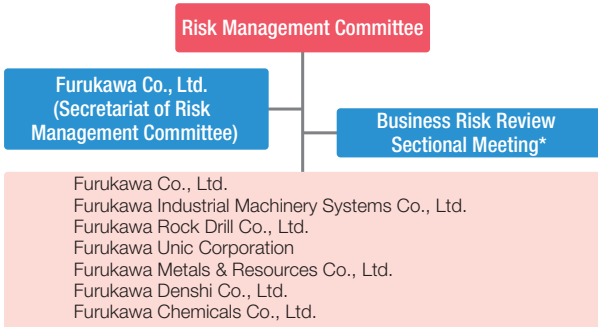 Risk Management Committee
Furukawa Co., Ltd.
(Secretariat of Risk
Management Committee)
Business Risk Review
Sectional Meeting*
Furukawa Co., Ltd.
Furukawa Industrial Machinery Systems Co., Ltd.
Furukawa Rock Drill Co., Ltd.
Furukawa Unic Corporation
Furukawa Metals & Resources Co., Ltd.
Furukawa Denshi Co., Ltd.
Furukawa Chemicals Co., Ltd.